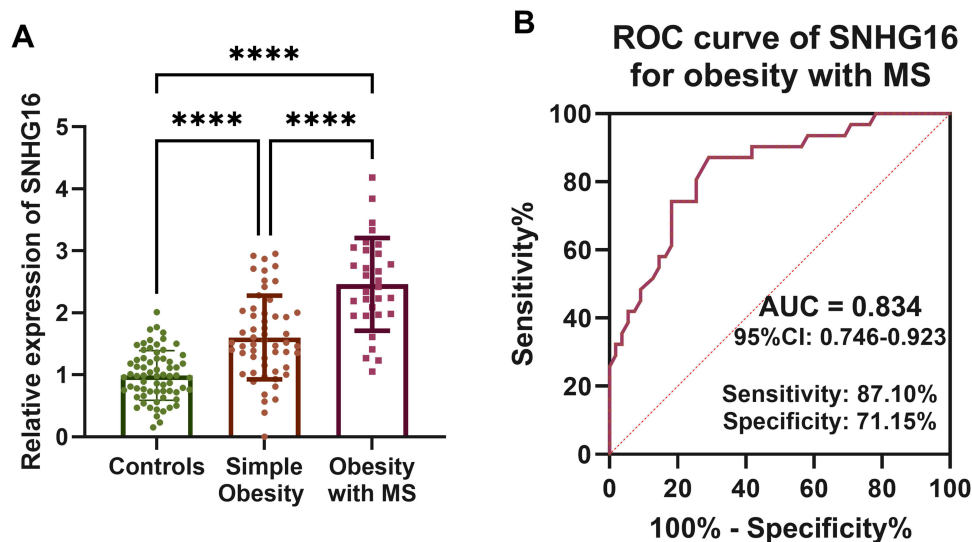 A
****
****
****
Relative expression of SNHG16
5
4
3
2
1
0
Controls
Simple
Obesity
Obesity
with MS
B
ROC curve of SNHG16
for obesity with MS
Sensitivity%
100
80
60
40
20
0
AUC = 0.834
95%CI: 0.746-0.923
Sensitivity: 87.10%
Specificity: 71.15%
0 20 40 60 80 100
100% - Specificity%